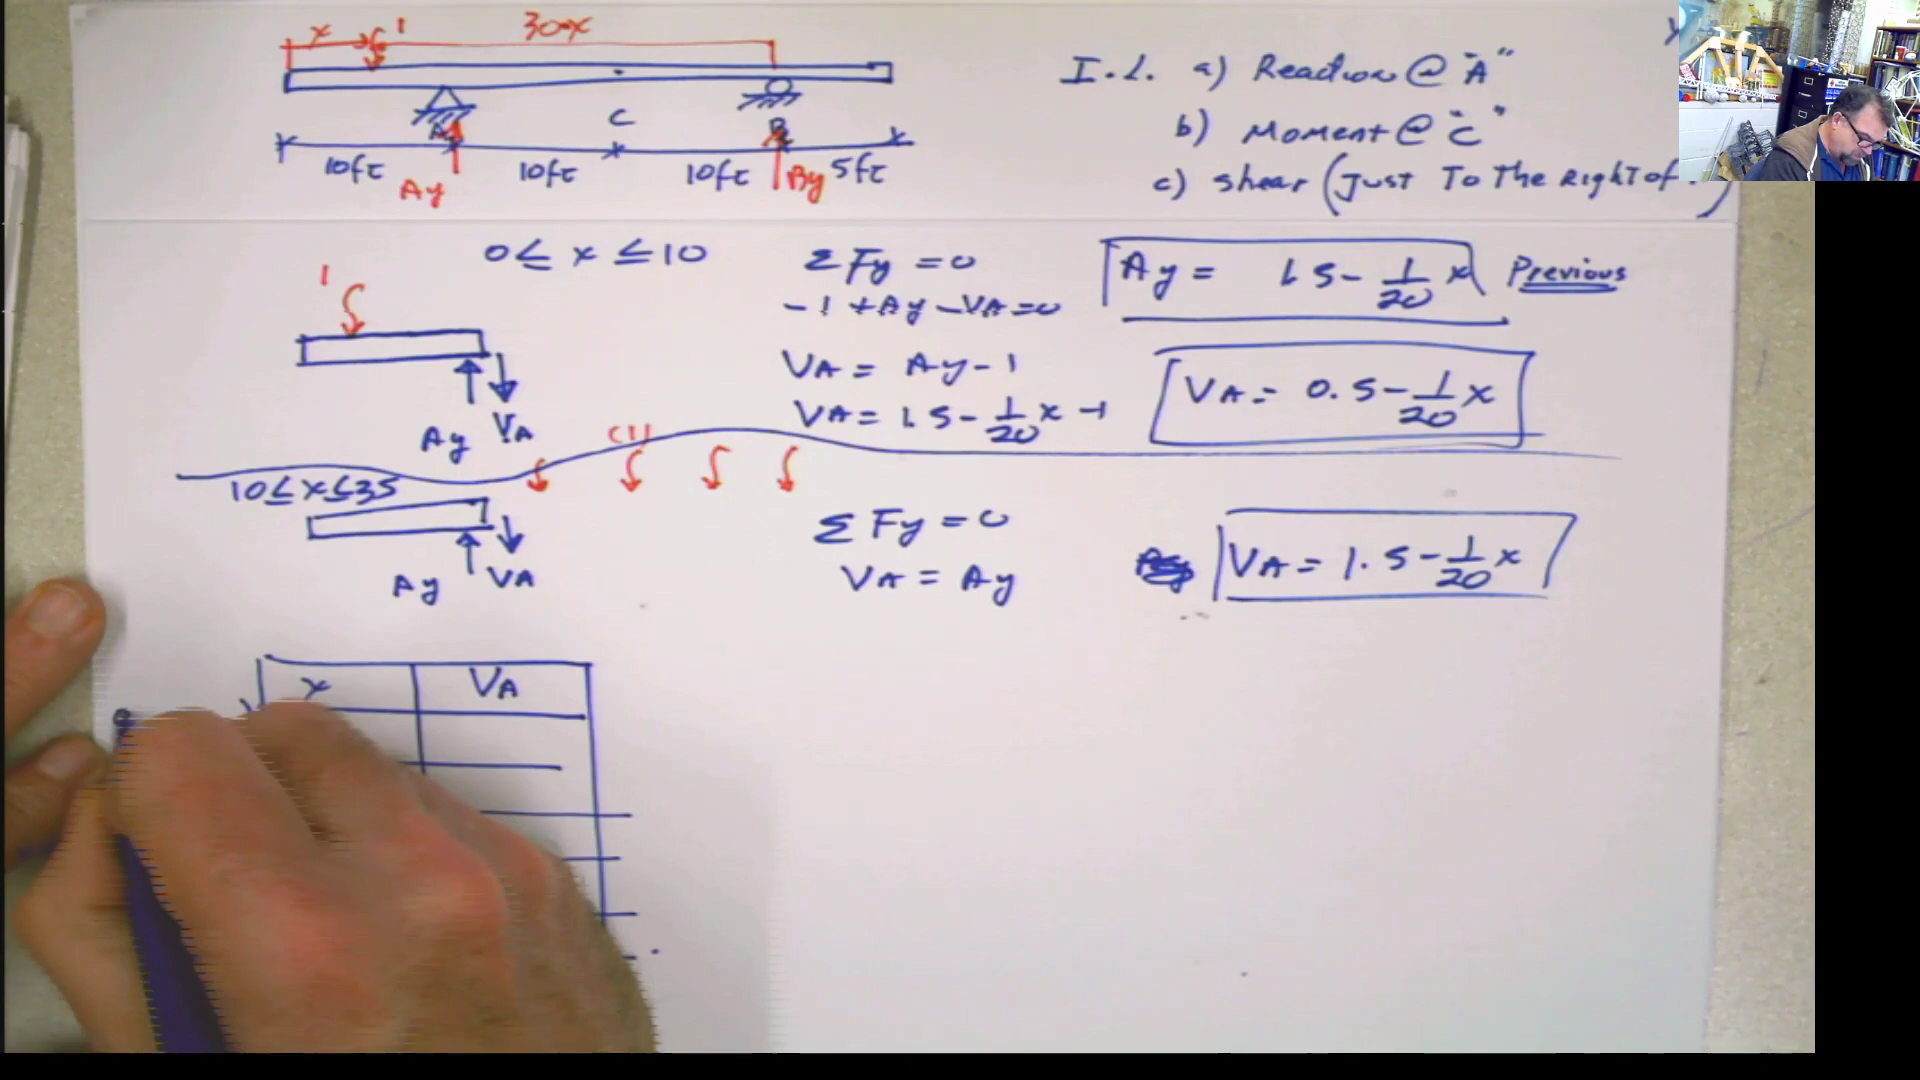 x 1 30-x
I.L. a) Reaction @ "A"
C
b) Moment @ "C"
10ft 10ft 10ft 5ft
c) shear (Just To The Right of
Ay By
0 ≤ x ≤ 10
ΣFy = 0
Ay = 1.5 - 1/20 x Previous
1
-1 + Ay - VA = 0
VA = Ay - 1
VA = 0.5 - 1/20 x
VA = 1.5 - 1/20 x - 1
Ay VA
(1)
10 ≤ x ≤ 35
ΣFy = 0
VA = 1.5 - 1/20 x
Ay VA
VA = Ay
x VA